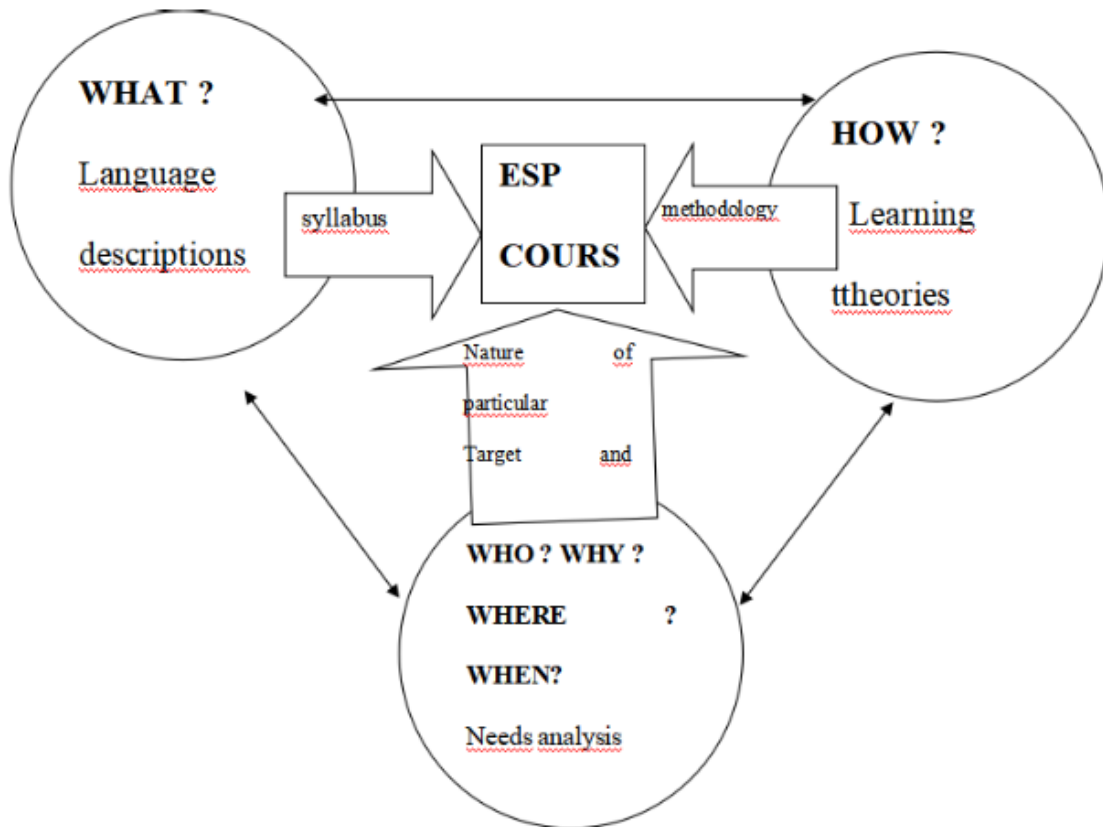 WHAT ?
Language
descriptions
syllabus
ESP
COURS
methodology
HOW ?
Learning
ttheories
Nature of
particular
Target and
WHO ? WHY ?
WHERE ?
WHEN?
Needs analysis